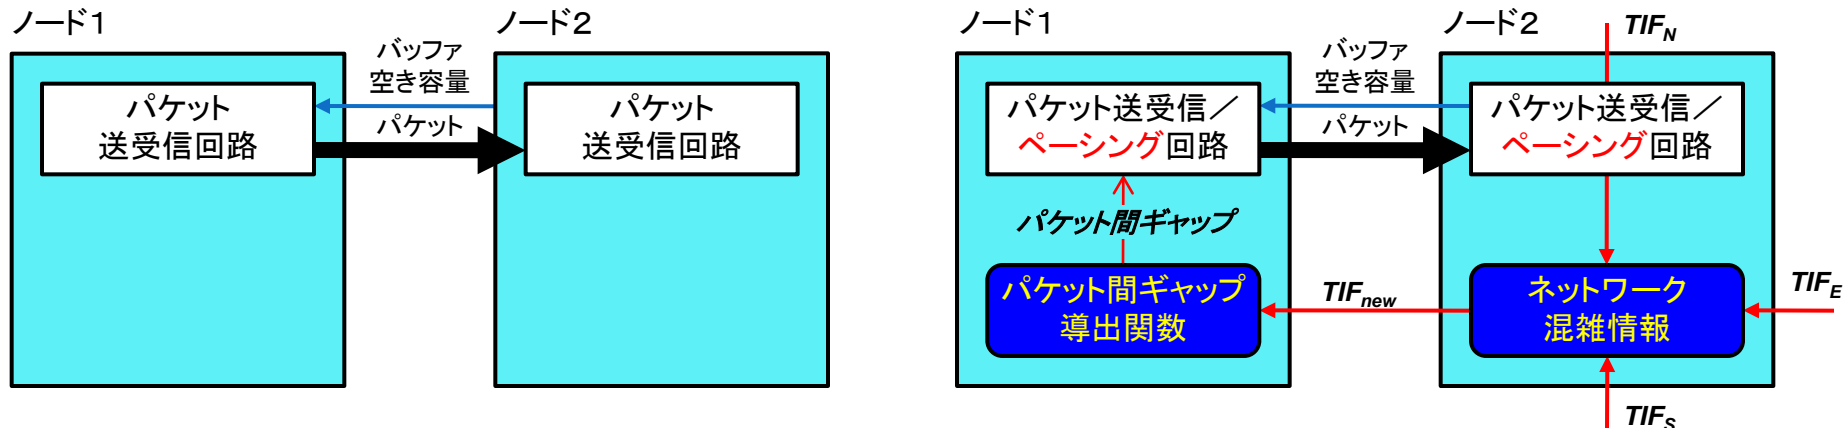 ノード１
ノード２
バッファ
空き容量
パケット
送受信回路
パケット
パケット
送受信回路
ノード１
ノード２
TIF_N
バッファ
空き容量
パケット送受信／
ペーシング回路
パケット
パケット送受信／
ペーシング回路
パケット間ギャップ
パケット間ギャップ
導出関数
TIF_new
ネットワーク
混雑情報
TIF_E
TIF_S